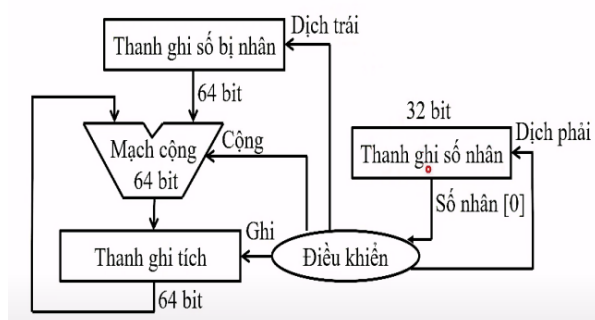 Dịch trái
Thanh ghi số bị nhân
64 bit
32 bit
Dịch phải
Cộng
Mạch cộng
64 bit
Thanh ghi số nhân
Số nhân [0]
Ghi
Thanh ghi tích
Điều khiển
64 bit